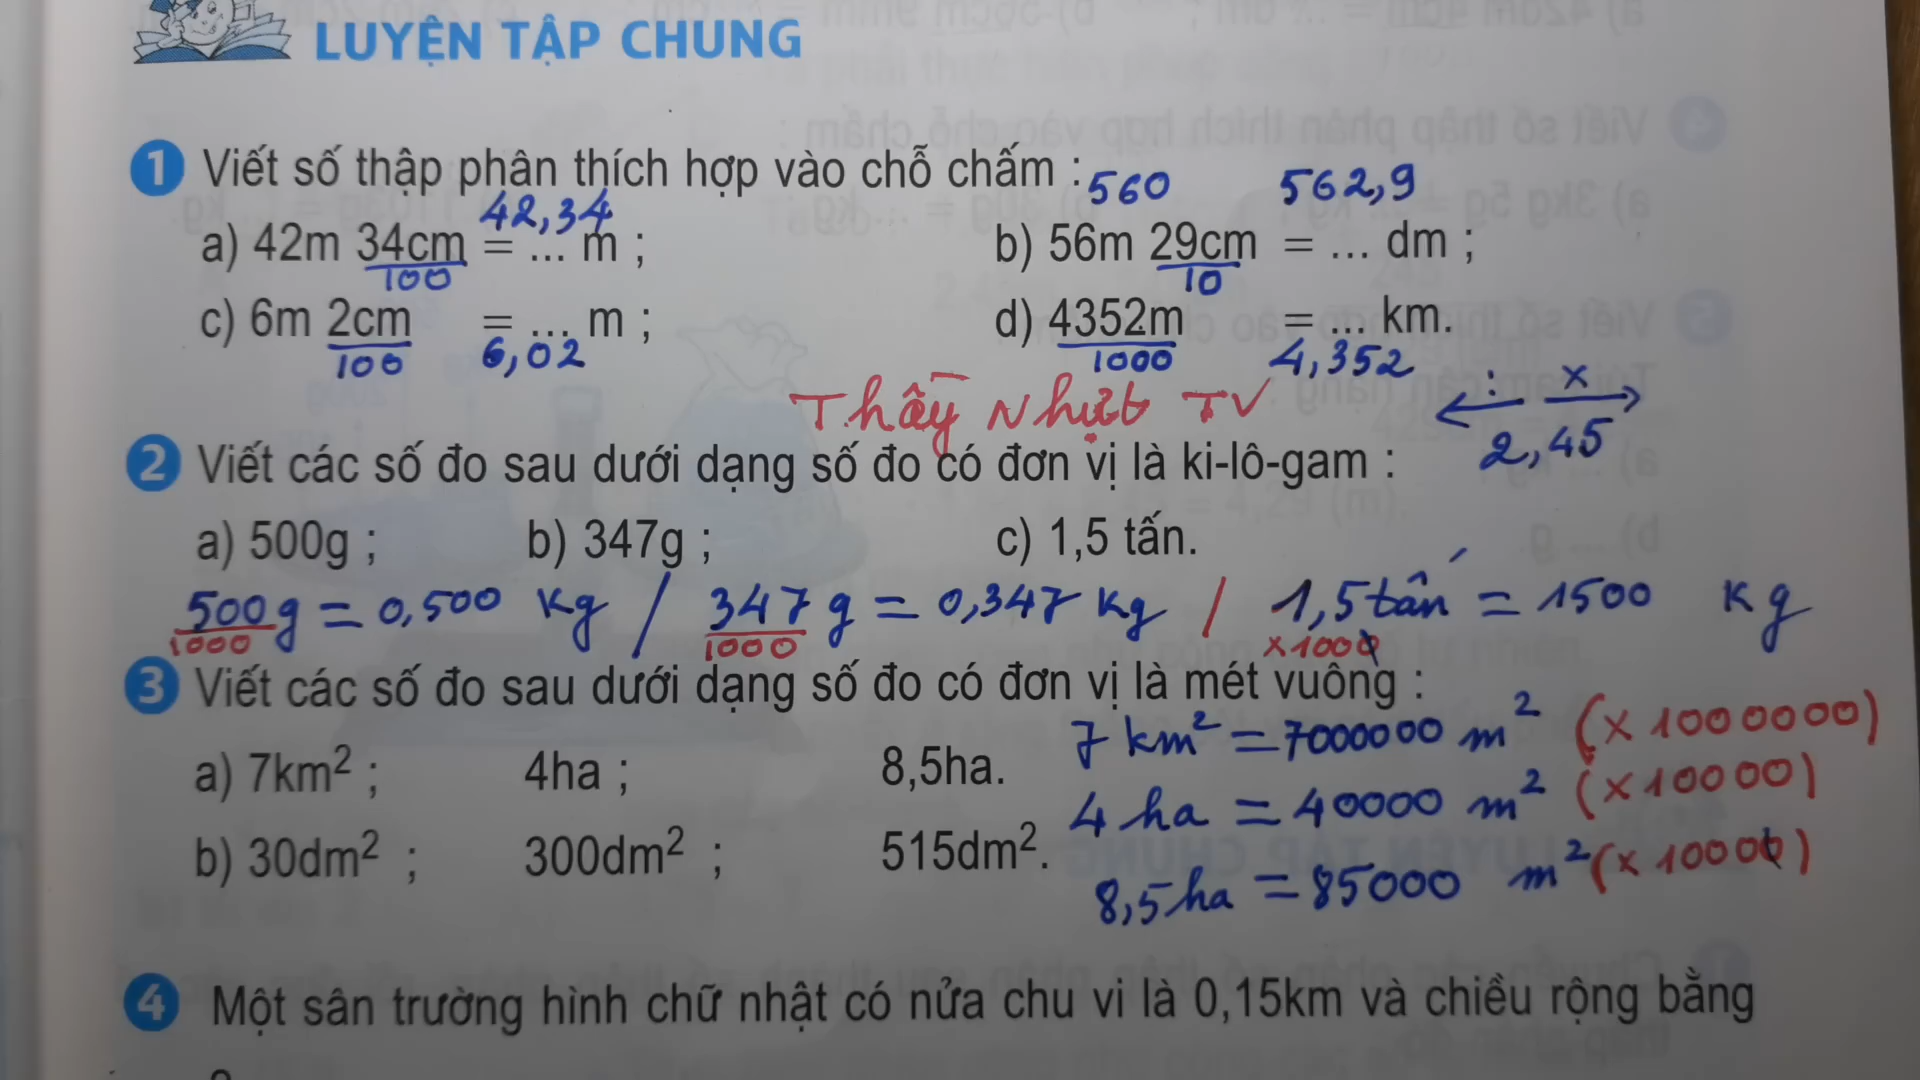 LUYỆN TẬP CHUNG
1 Viết số thập phân thích hợp vào chỗ chấm :
560 562,9
42,34
a) 42m 34cm = ... m ; b) 56m 29cm = ... dm ;
100 10
c) 6m 2cm = ... m ; d) 4352m = ... km.
100 6,02 1000 4,352
: x
Thầy Nhựt TV
2,45
2 Viết các số đo sau dưới dạng số đo có đơn vị là ki-lô-gam :
a) 500g ; b) 347g ; c) 1,5 tấn.
500g = 0,500 kg / 347g = 0,347 kg / 1,5 tấn = 1500 kg
1000 1000 x1000
3 Viết các số đo sau dưới dạng số đo có đơn vị là mét vuông :
7 km² = 7000000 m² (x 1000000)
a) 7km² ; 4ha ; 8,5ha.
4 ha = 40000 m² (x 10000)
b) 30dm² ; 300dm² ; 515dm².
8,5ha = 85000 m² (x 10000)
4 Một sân trường hình chữ nhật có nửa chu vi là 0,15km và chiều rộng bằng